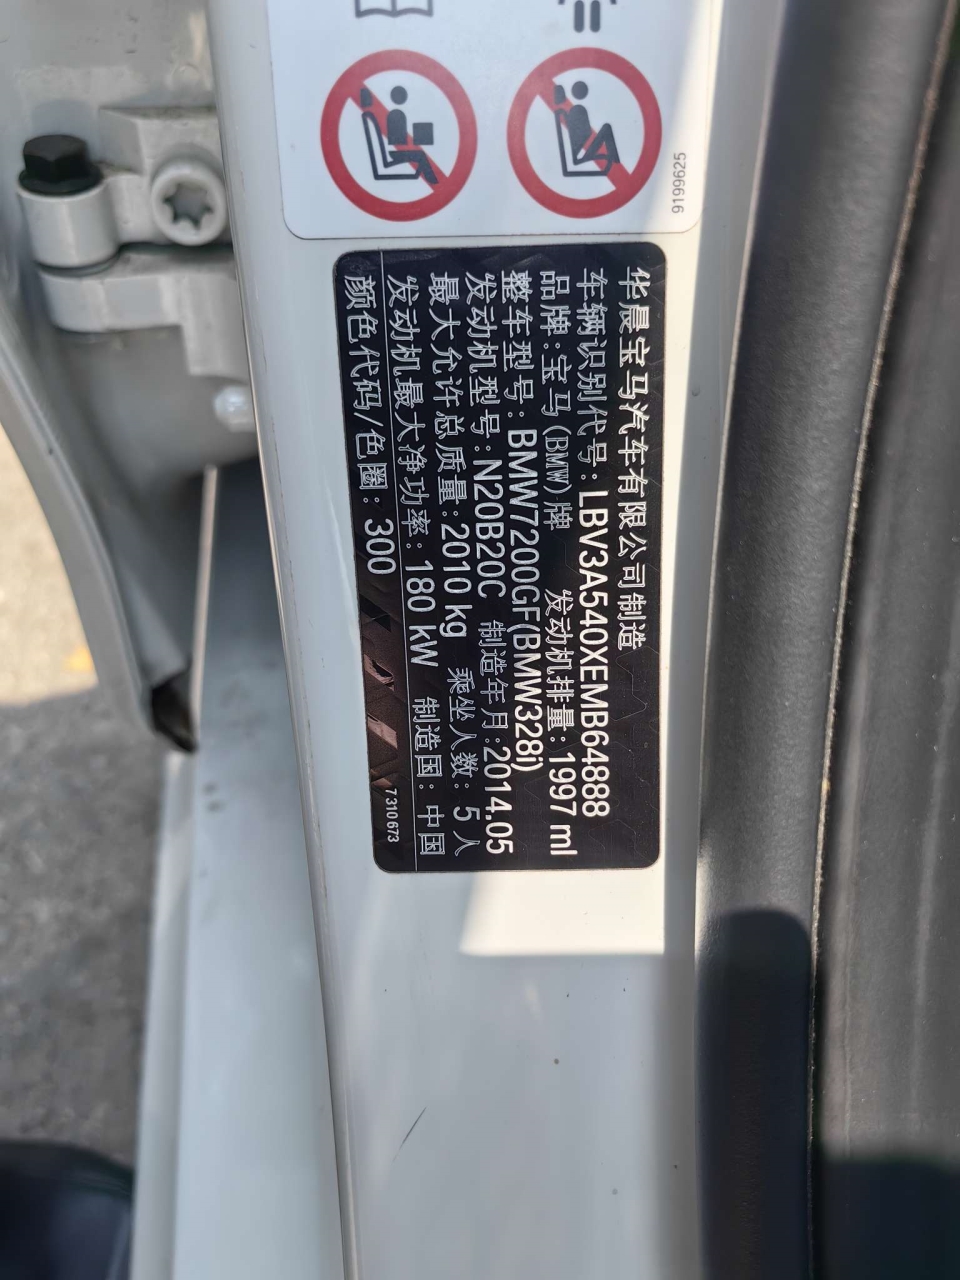 9199625
华晨宝马汽车有限公司制造
车辆识别代号:LBV3A540XEMB64888
品牌:宝马(BMW)牌 发动机排量:1997 ml
整车型号:BMW7200GF(BMW328i)
发动机型号:N20B20C 制造年月:2014.05
最大允许总质量:2010 kg 乘坐人数:5 人
发动机最大净功率:180 kW 制造国:中国
颜色代码/色圈:300 7 310 673